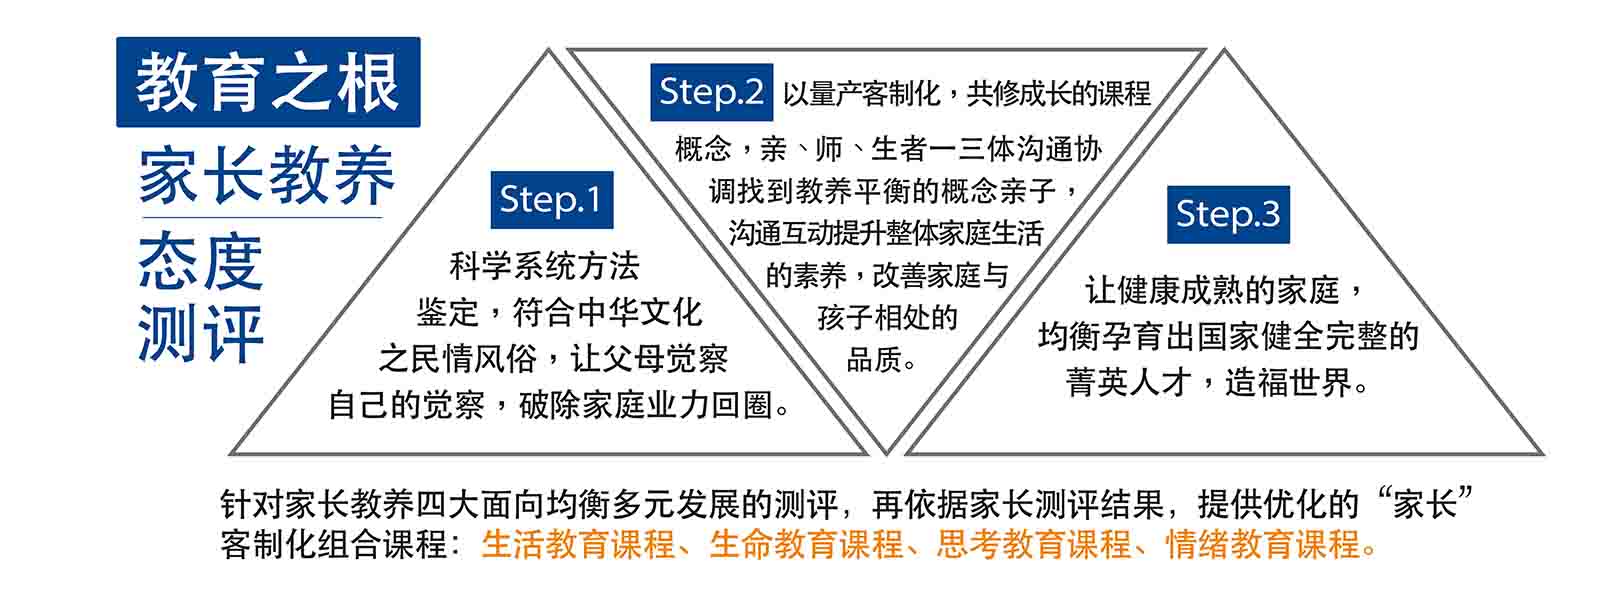 教育之根
家长教养
态度
测评
Step.1
科学系统方法
鉴定，符合中华文化
之民情风俗，让父母觉察
自己的觉察，破除家庭业力回圈。
Step.2 以量产客制化，共修成长的课程
概念，亲、师、生者一三体沟通协
调找到教养平衡的概念亲子，
沟通互动提升整体家庭生活
的素养，改善家庭与
孩子相处的
品质。
Step.3
让健康成熟的家庭，
均衡孕育出国家健全完整的
菁英人才，造福世界。
针对家长教养四大面向均衡多元发展的测评，再依据家长测评结果，提供优化的“家长”
客制化组合课程：生活教育课程、生命教育课程、思考教育课程、情绪教育课程。